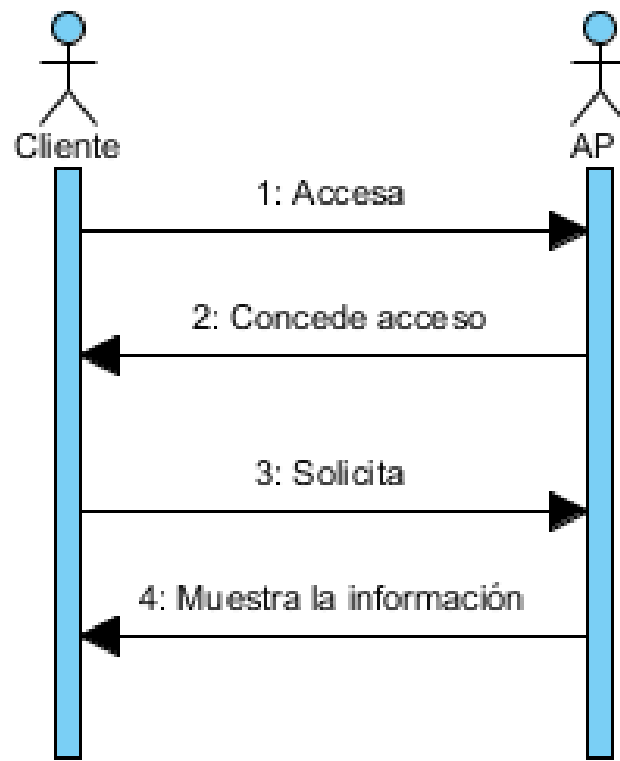 Cliente
AP
1: Accesa
2: Concede acceso
3: Solicita
4: Muestra la información